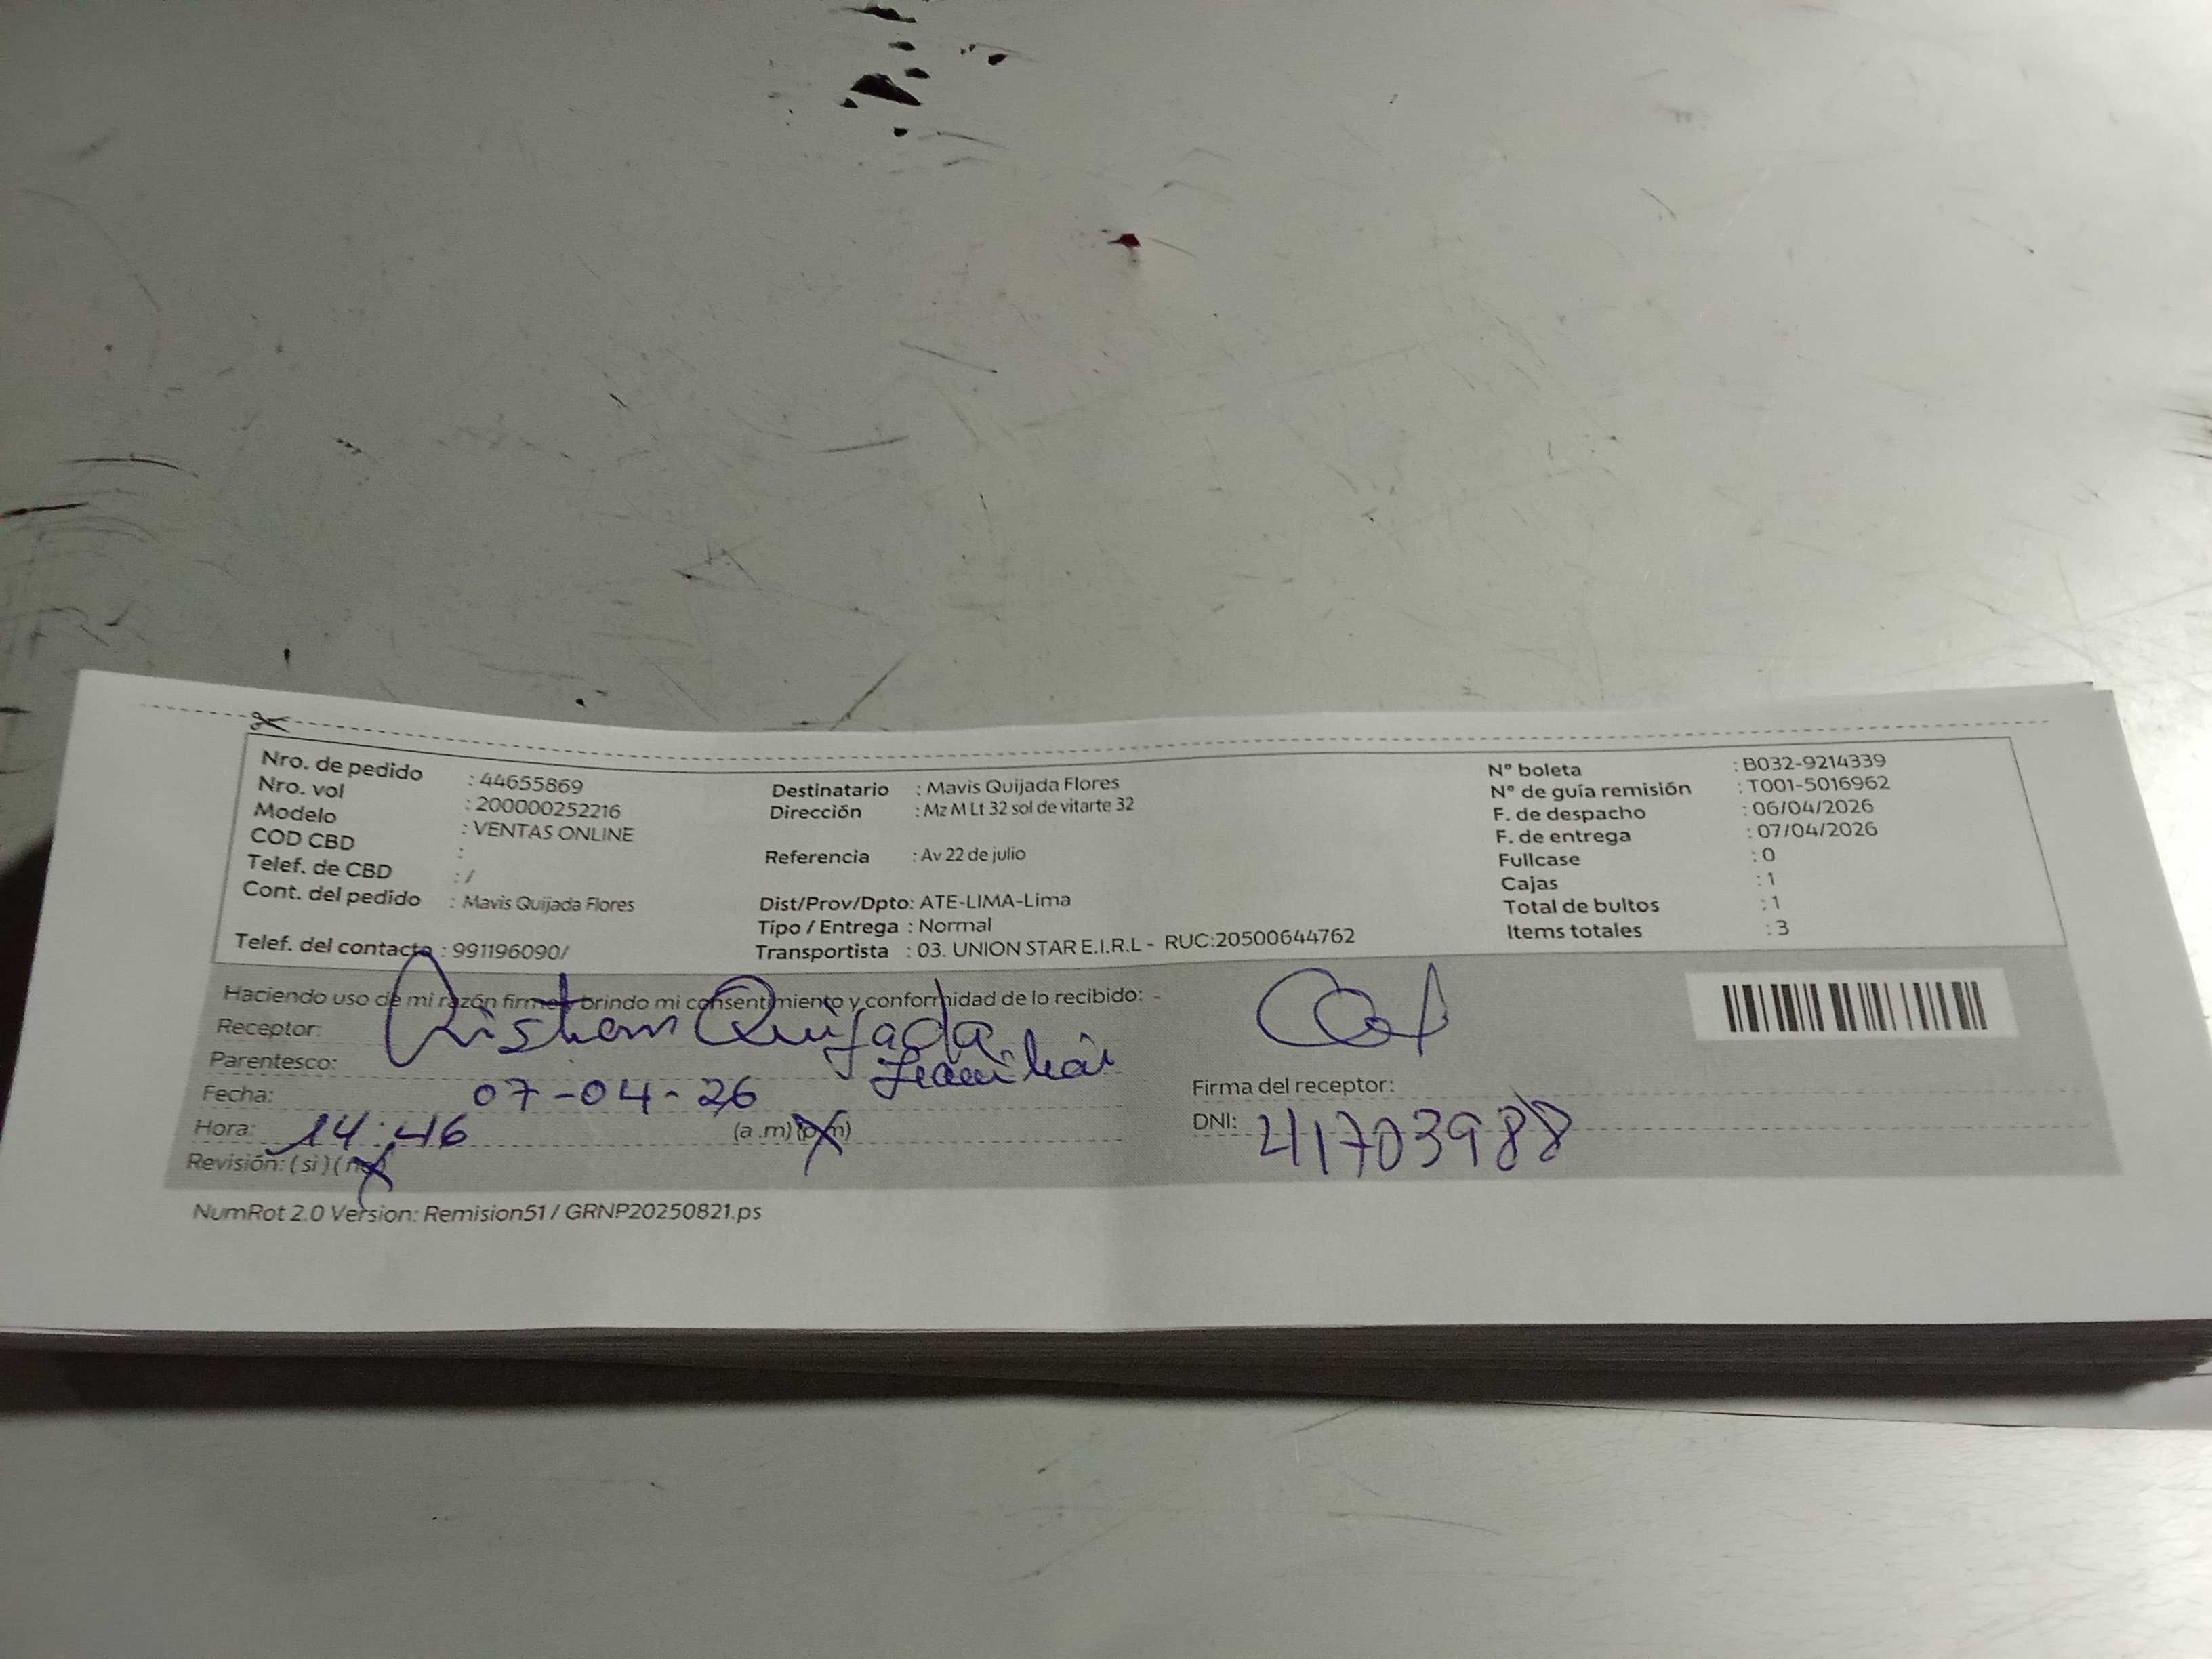 Nro. de pedido : 44655869
Nro. vol : 200000252216
Modelo : VENTAS ONLINE
COD CBD :
Telef. de CBD : /
Cont. del pedido : Mavis Quijada Flores
Telef. del contacto : 991196090/
Destinatario : Mavis Quijada Flores
Dirección : Mz M Lt 32 sol de vitarte 32
Referencia : Av 22 de julio
Dist/Prov/Dpto: ATE-LIMA-Lima
Tipo / Entrega : Normal
Transportista : 03. UNION STAR E.I.R.L - RUC:20500644762
N° boleta : B032-9214339
N° de guía remisión : T001-5016962
F. de despacho : 06/04/2026
F. de entrega : 07/04/2026
Fullcase : 0
Cajas : 1
Total de bultos : 1
Items totales : 3
Haciendo uso de mi razón firmo y brindo mi consentimiento y conformidad de lo recibido: -
Receptor: Quijada
Parentesco: familiar
Fecha: 07-04-26
Hora: 14:46 (a.m) (p.m)
Revisión: (si) (no)
Firma del receptor:
DNI: 41703988
NumRot 2.0 Version: Remision51 / GRNP20250821.ps